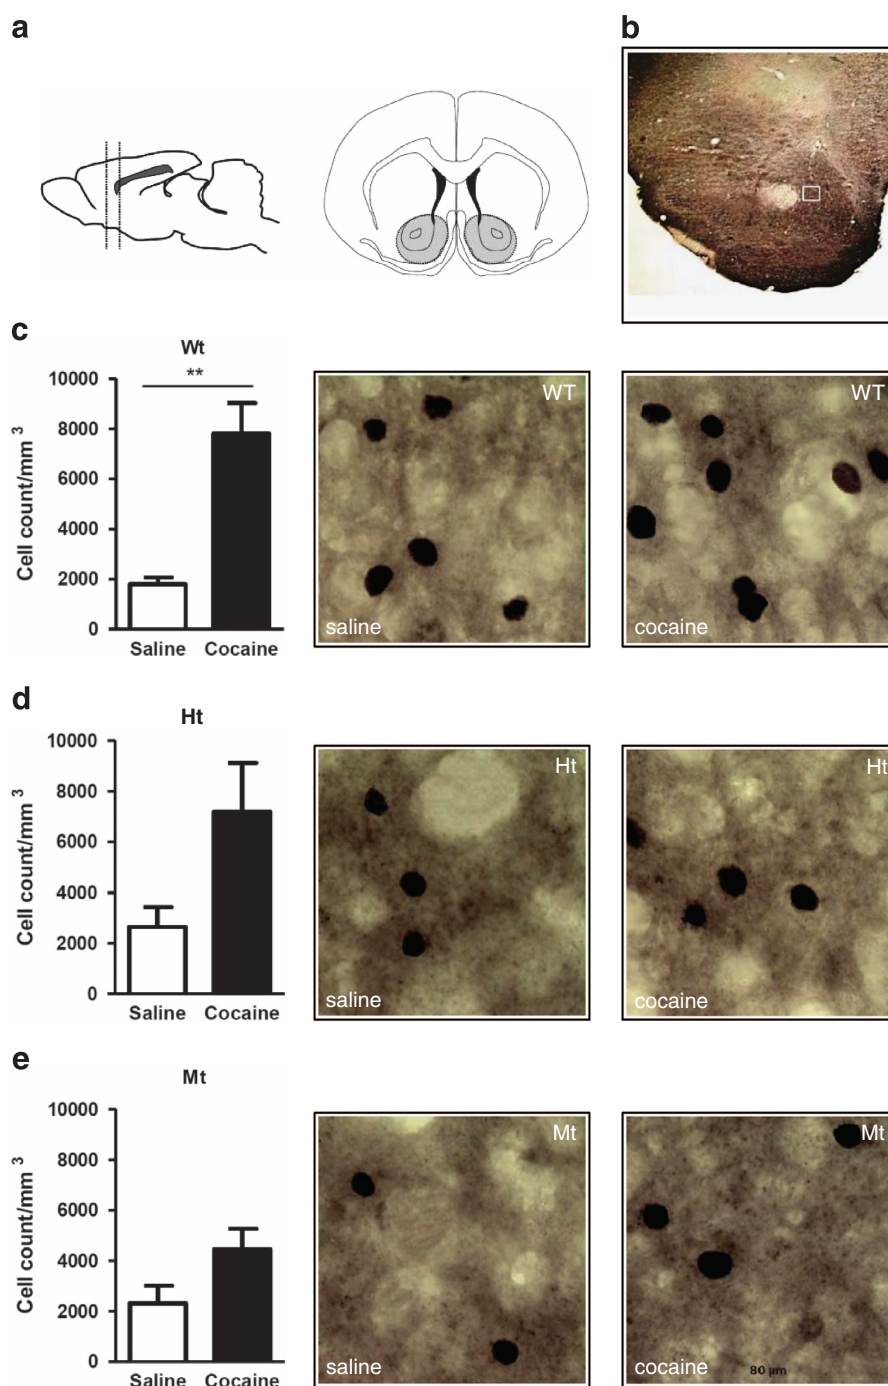 a
b
c
Wt
**
10000
8000
6000
4000
2000
0
Cell count/mm 3
Saline Cocaine
WT
saline
WT
cocaine
d
Ht
10000
8000
6000
4000
2000
0
Cell count/mm 3
Saline Cocaine
Ht
saline
Ht
cocaine
e
Mt
10000
8000
6000
4000
2000
0
Cell count/mm 3
Saline Cocaine
Mt
saline
Mt
cocaine
80 µm